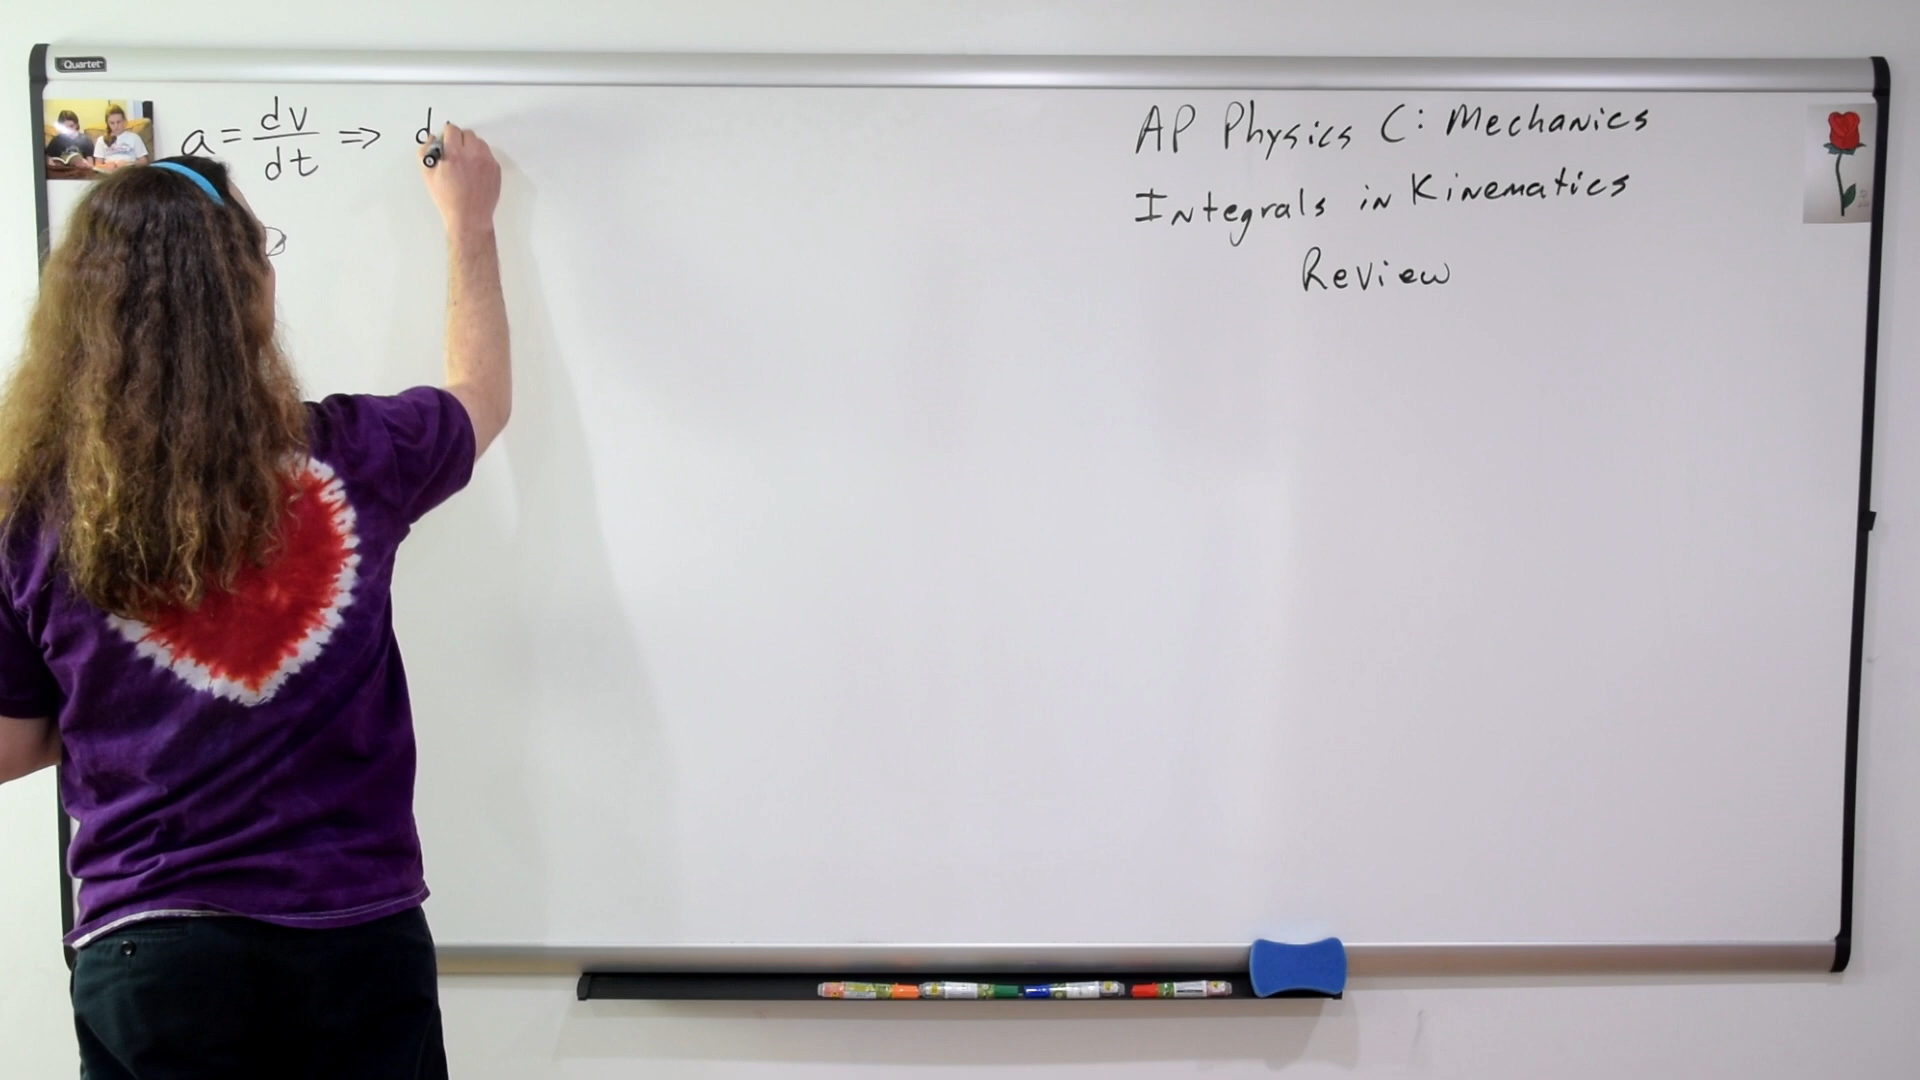 Quartet
a = dv/dt ⇒ d
AP Physics C: Mechanics
Integrals in Kinematics
Review